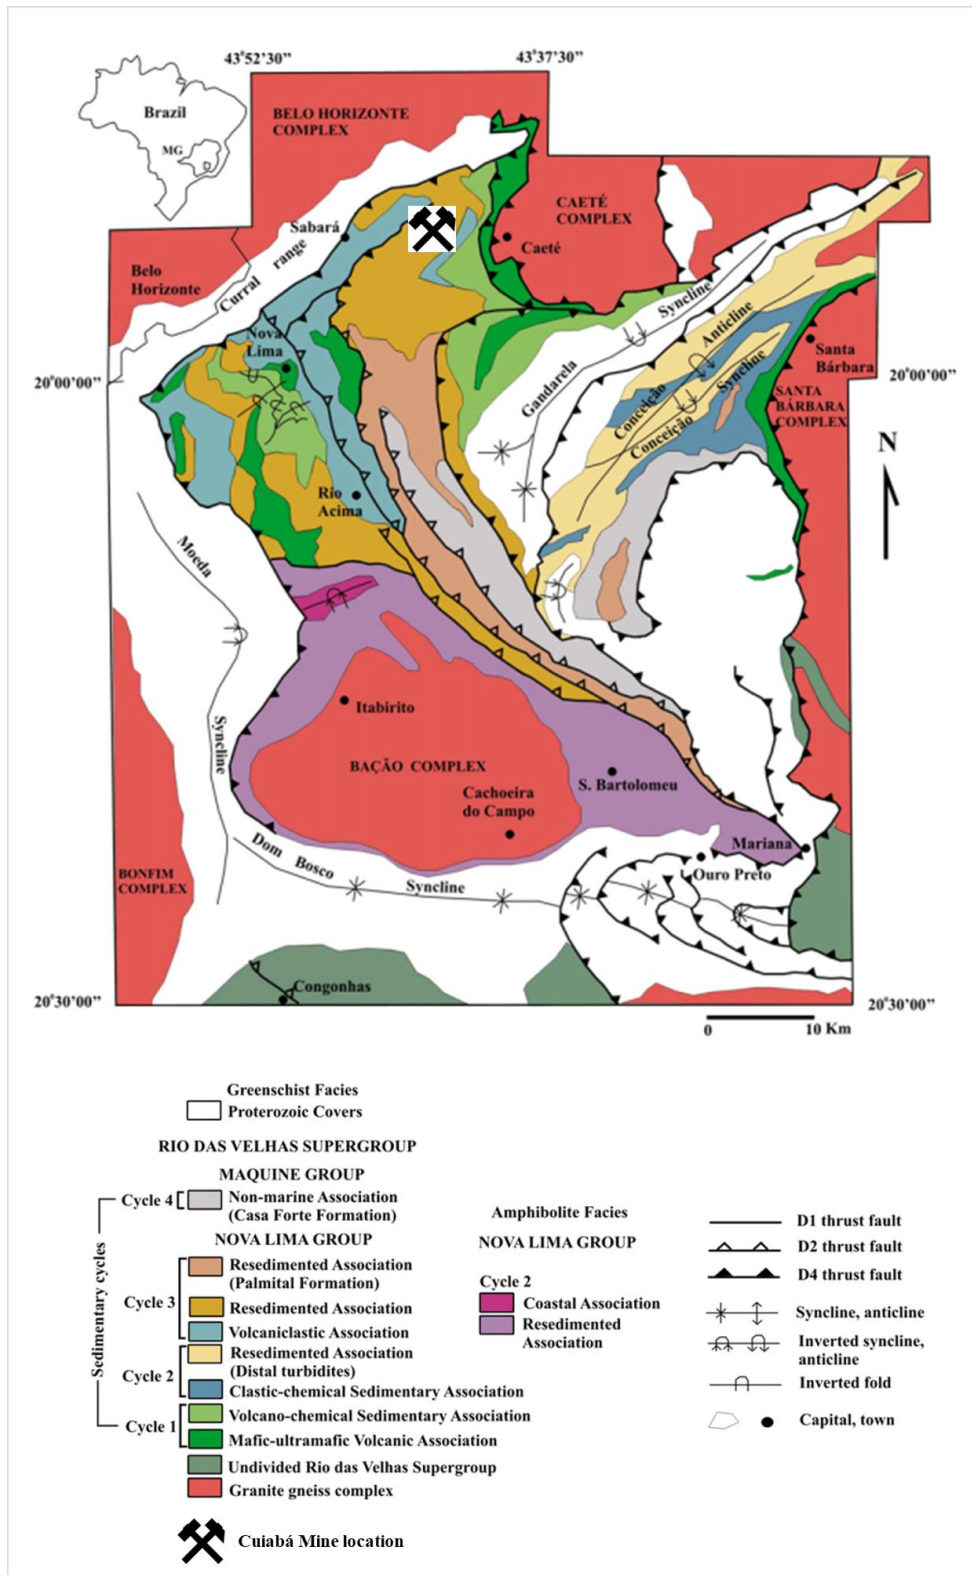 43°52'30”
43°37'30”
Brazil
MG
BELO HORIZONTE
COMPLEX
CAETÉ
COMPLEX
Sabará
Caeté
Belo
Horizonte
Curral range
Syncline
Gandarela
Anticline
Conceição
Syncline
Conceição
Nova
Lima
Santa
Bárbara
20°00'00”
20°00'00”
SANTA
BÁRBARA
COMPLEX
N
Rio
Acima
Moeda
Syncline
Itabirito
BAÇÃO COMPLEX
S. Bartolomeu
Cachoeira
do Campo
Mariana
Dom Bosco Syncline
Ouro Preto
BONFIM
COMPLEX
Congonhas
20°30'00”
20°30'00”
0 10 Km
Greenschist Facies
Proterozoic Covers
RIO DAS VELHAS SUPERGROUP
MAQUINE GROUP
Sedimentary cycles
Cycle 4
Non-marine Association
(Casa Forte Formation)
NOVA LIMA GROUP
Cycle 3
Resedimented Association
(Palmital Formation)
Resedimented Association
Volcaniclastic Association
Cycle 2
Resedimented Association
(Distal turbidites)
Clastic-chemical Sedimentary Association
Cycle 1
Volcano-chemical Sedimentary Association
Mafic-ultramafic Volcanic Association
Undivided Rio das Velhas Supergroup
Granite gneiss complex
Cuiabá Mine location
Amphibolite Facies
NOVA LIMA GROUP
Cycle 2
Coastal Association
Resedimented
Association
D1 thrust fault
D2 thrust fault
D4 thrust fault
Syncline, anticline
Inverted syncline,
anticline
Inverted fold
Capital, town